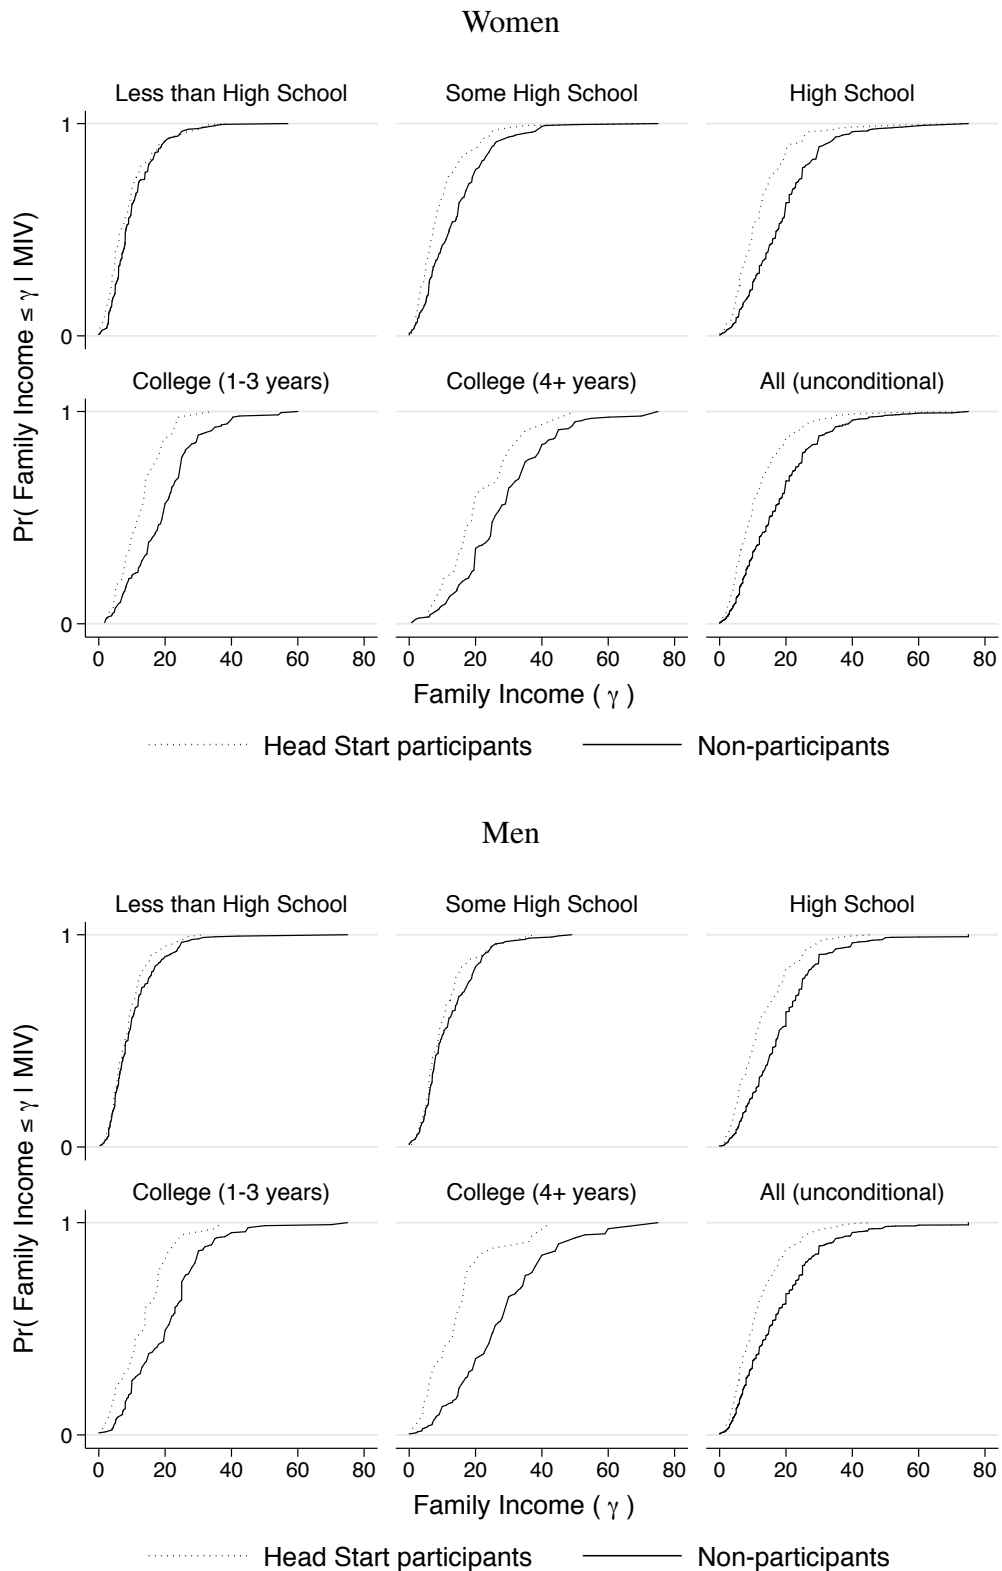 Women
Less than High School
Some High School
High School
1
0
College (1-3 years)
College (4+ years)
All (unconditional)
1
0
Pr( Family Income ≤ γ | MIV)
0 20 40 60 80
0 20 40 60 80
0 20 40 60 80
Family Income ( γ )
Head Start participants
Non-participants
Men
Less than High School
Some High School
High School
1
0
College (1-3 years)
College (4+ years)
All (unconditional)
1
0
Pr( Family Income ≤ γ | MIV)
0 20 40 60 80
0 20 40 60 80
0 20 40 60 80
Family Income ( γ )
Head Start participants
Non-participants